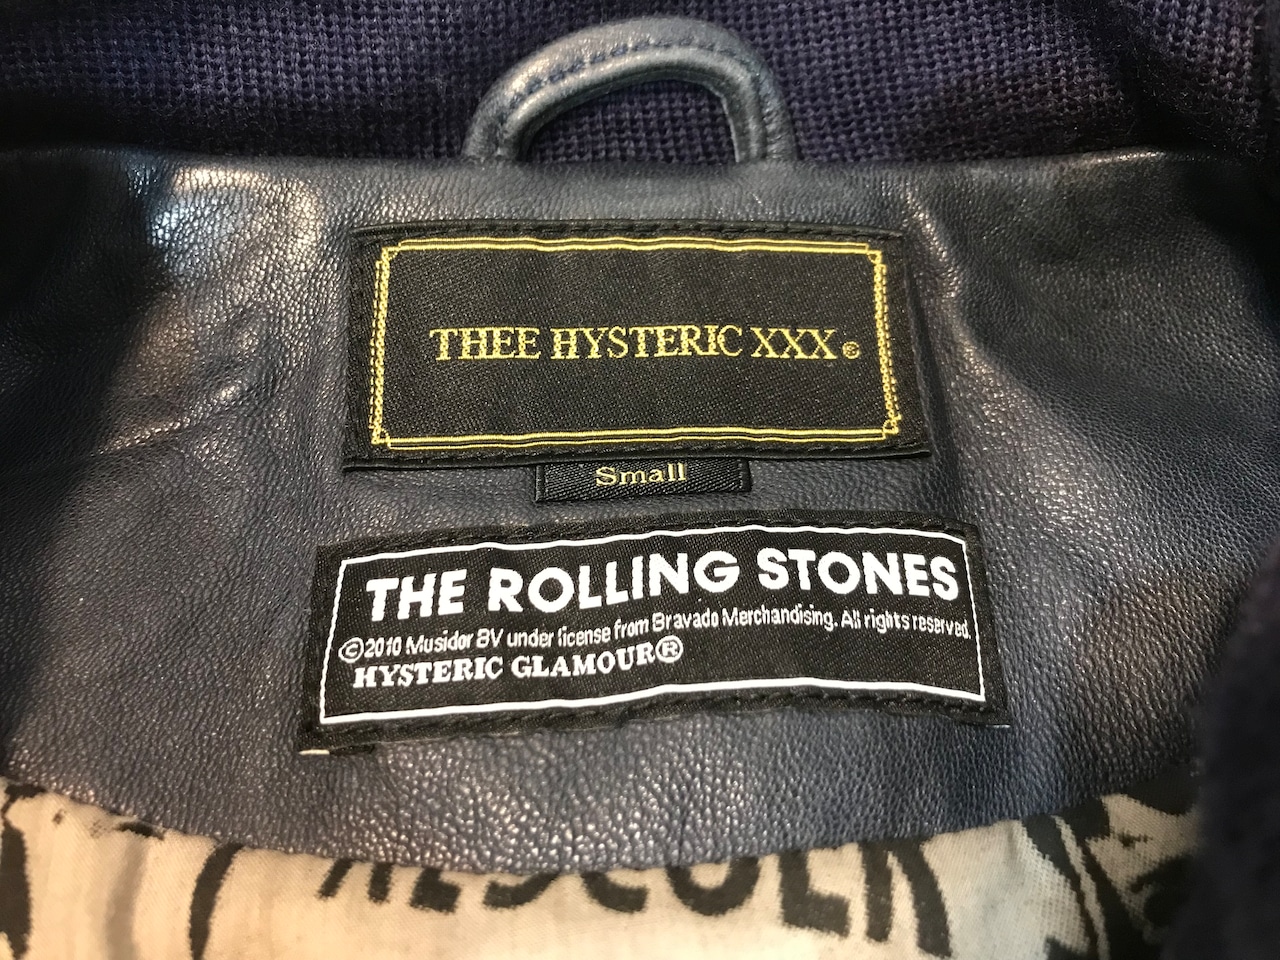 THEE HYSTERIC XXX®
Small
THE ROLLING STONES
©2010 Musidor BV under license from Bravado Merchandising. All rights reserved.
HYSTERIC GLAMOUR®